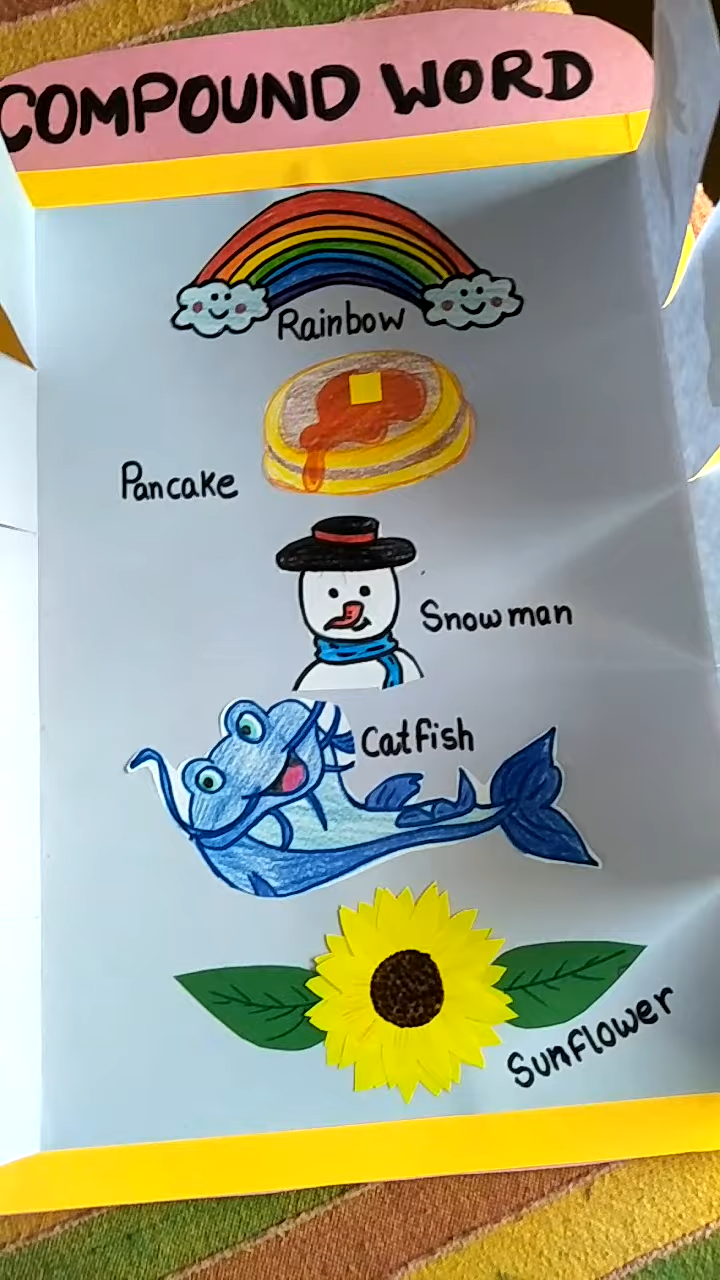 COMPOUND WORD
Rainbow
Pancake
Snowman
Catfish
Sunflower